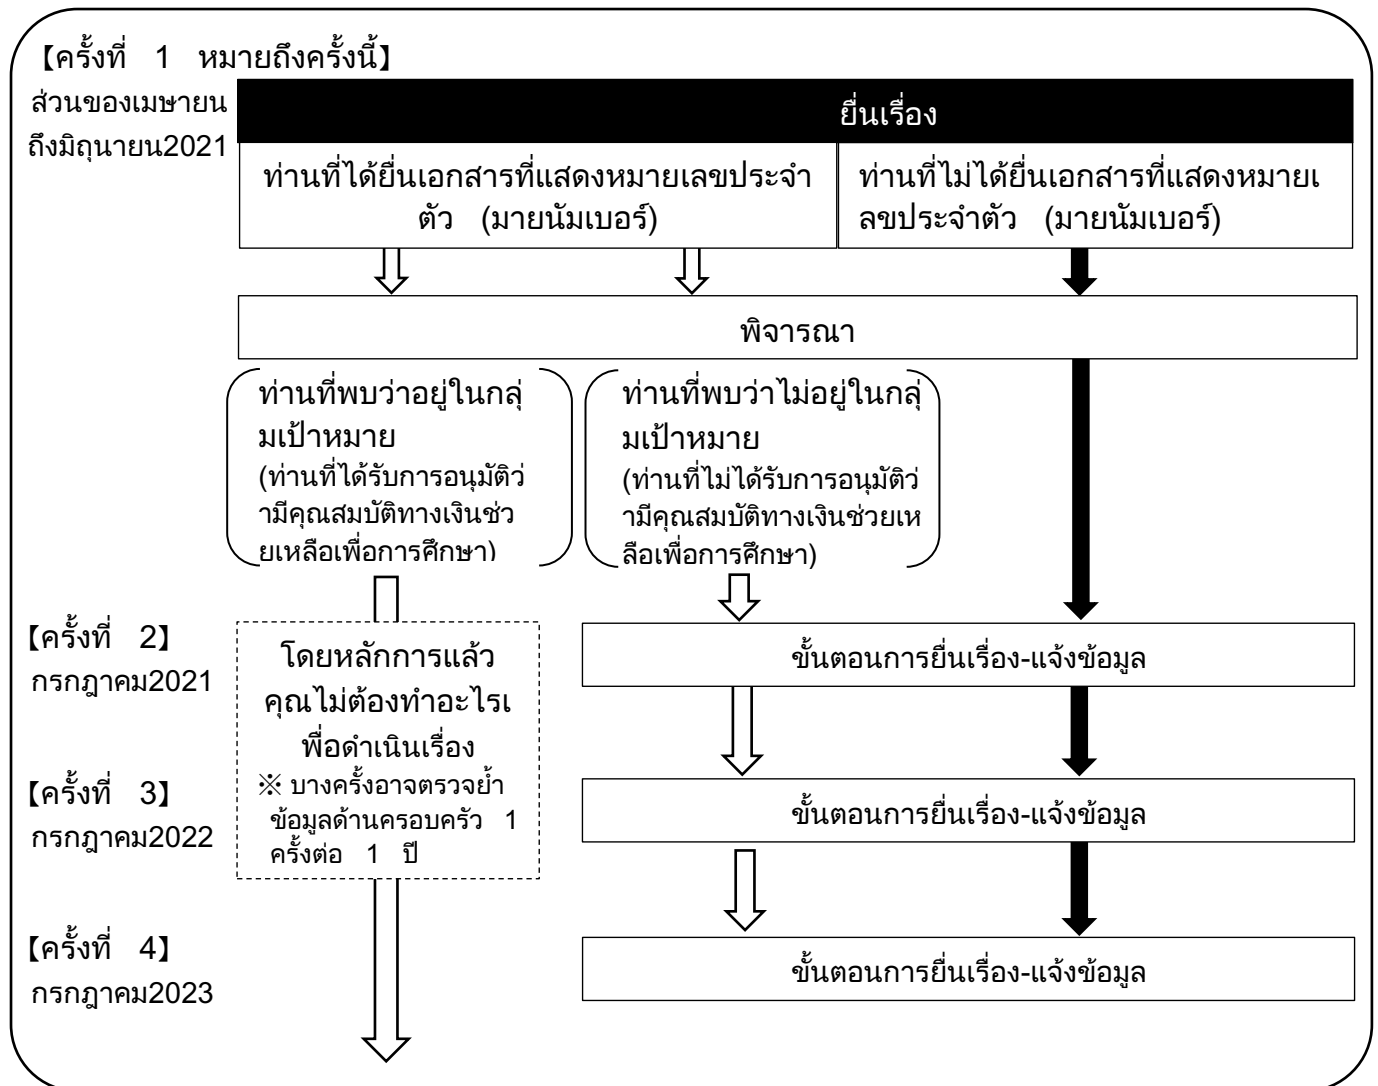 【ครั้งที่ 1 หมายถึงครั้งนี้】
ส่วนของเมษายน
ถึงมิถุนายน2021
ยื่นเรื่อง
ท่านที่ได้ยื่นเอกสารที่แสดงหมายเลขประจำ
ตัว (มายนัมเบอร์)
ท่านที่ไม่ได้ยื่นเอกสารที่แสดงหมายเ
ลขประจำตัว (มายนัมเบอร์)
พิจารณา
ท่านที่พบว่าอยู่ในกลุ่
มเป้าหมาย
(ท่านที่ได้รับการอนุมัติว่
ามีคุณสมบัติทางเงินช่ว
ยเหลือเพื่อการศึกษา)
ท่านที่พบว่าไม่อยู่ในกลุ่
มเป้าหมาย
(ท่านที่ไม่ได้รับการอนุมัติว่
ามีคุณสมบัติทางเงินช่วยเห
ลือเพื่อการศึกษา)
【ครั้งที่ 2】
กรกฎาคม2021
โดยหลักการแล้ว
คุณไม่ต้องทำอะไรเ
พื่อดำเนินเรื่อง
※ บางครั้งอาจตรวจย้ำ
ข้อมูลด้านครอบครัว 1
ครั้งต่อ 1 ปี
ขั้นตอนการยื่นเรื่อง-แจ้งข้อมูล
【ครั้งที่ 3】
กรกฎาคม2022
ขั้นตอนการยื่นเรื่อง-แจ้งข้อมูล
【ครั้งที่ 4】
กรกฎาคม2023
ขั้นตอนการยื่นเรื่อง-แจ้งข้อมูล